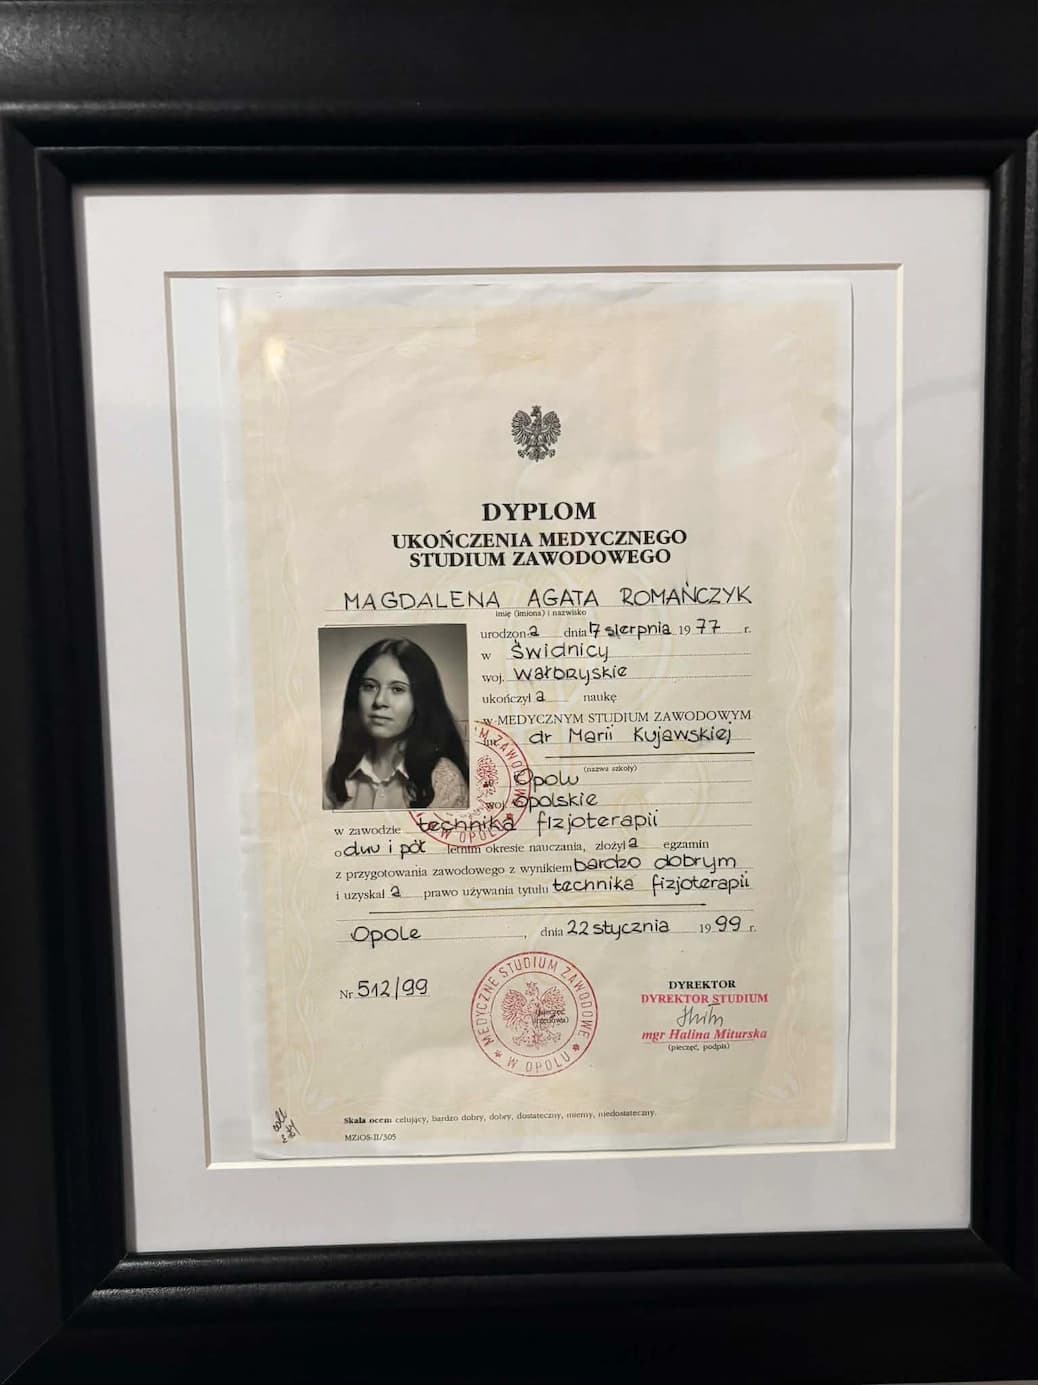 DYPLOM
UKOŃCZENIA MEDYCZNEGO
STUDIUM ZAWODOWEGO
MAGDALENA AGATA ROMAŃCZYK
imię (imiona) i nazwisko
urodzona dnia 7 sierpnia 1977 r.
w Świdnicy
woj. Wałbrzyskie
ukończył a naukę
w MEDYCZNYM STUDIUM ZAWODOWYM
im. dr Marii Kujawskiej
(nazwa szkoły)
w Opolu
woj. Opolskie
w zawodzie technika fizjoterapii
o dwu i pół letnim okresie nauczania, złożyła egzamin
z przygotowania zawodowego z wynikiem bardzo dobrym
i uzyskał a prawo używania tytułu technika fizjoterapii
Opole, dnia 22 stycznia 1999 r.
Nr 512/99
MEDYCZNE STUDIUM ZAWODOWE
W OPOLU
(pieczęć urzędowa)
DYREKTOR
DYREKTOR STUDIUM
mgr Halina Miturska
(pieczęć, podpis)
Skala ocen: celujący, bardzo dobry, dobry, dostateczny, mierny, niedostateczny.
MZiOS-II/305